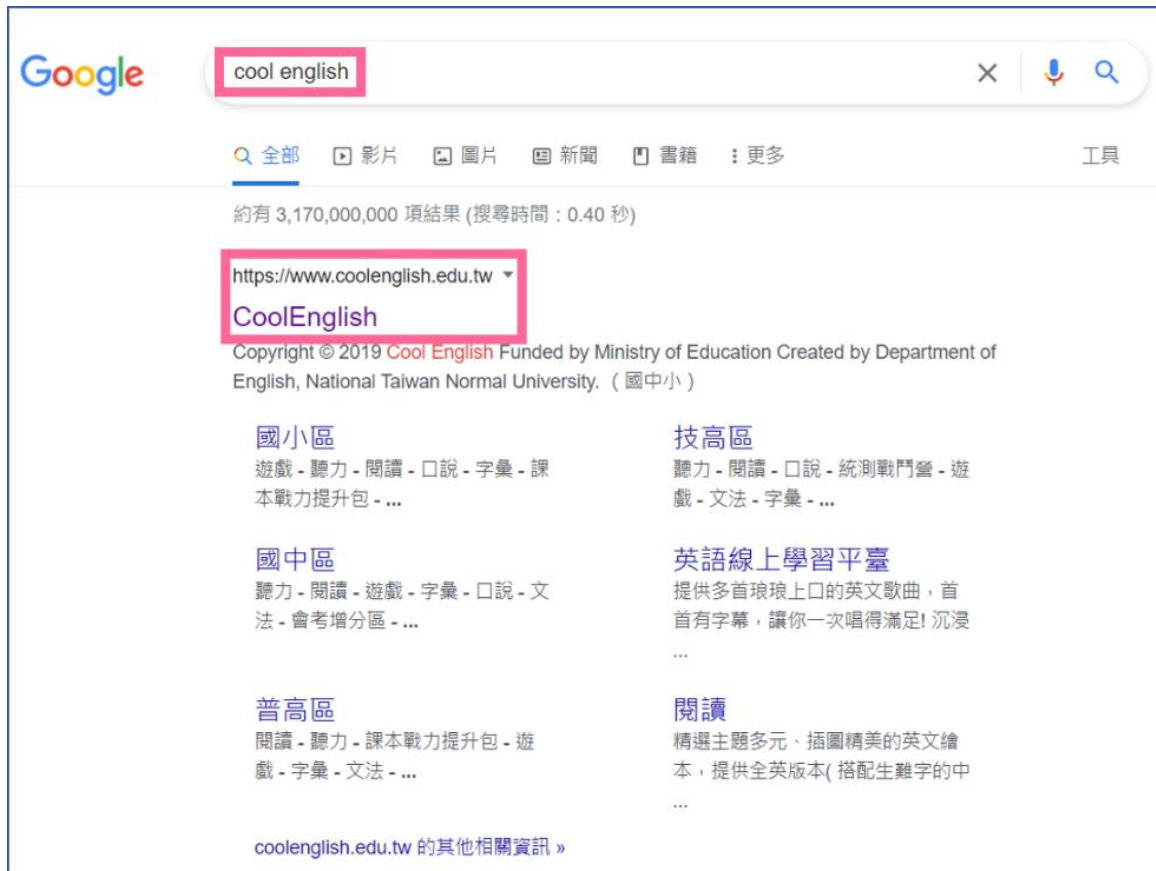 Google
cool english
全部 影片 圖片 新聞 書籍 更多 工具
約有 3,170,000,000 項結果 (搜尋時間:0.40 秒)
https://www.coolenglish.edu.tw
CoolEnglish
Copyright © 2019 Cool English Funded by Ministry of Education Created by Department of
English, National Taiwan Normal University. (國中小)
國小區
遊戲 - 聽力 - 閱讀 - 口說 - 字彙 - 課
本戰力提升包 - ...
技高區
聽力 - 閱讀 - 口說 - 統測戰鬥營 - 遊
戲 - 文法 - 字彙 - ...
國中區
聽力 - 閱讀 - 遊戲 - 字彙 - 口說 - 文
法 - 會考增分區 - ...
英語線上學習平臺
提供多首琅琅上口的英文歌曲,首
首有字幕,讓你一次唱得滿足! 沉浸
...
普高區
閱讀 - 聽力 - 課本戰力提升包 - 遊
戲 - 字彙 - 文法 - ...
閱讀
精選主題多元、插圖精美的英文繪
本,提供全英版本( 搭配生難字的中
...
coolenglish.edu.tw 的其他相關資訊 »